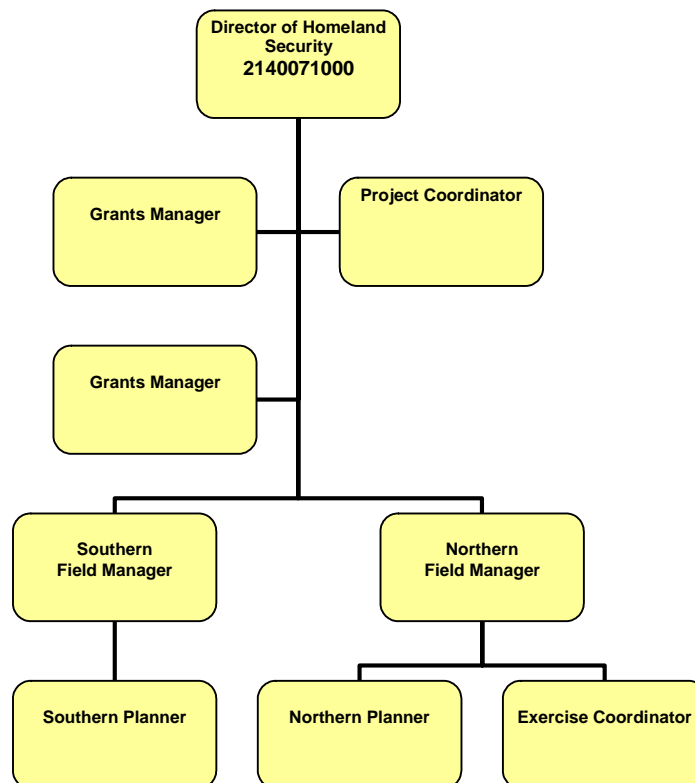 Director of Homeland
Security
2140071000
Grants Manager
Project Coordinator
Grants Manager
Southern
Field Manager
Northern
Field Manager
Southern Planner
Northern Planner
Exercise Coordinator